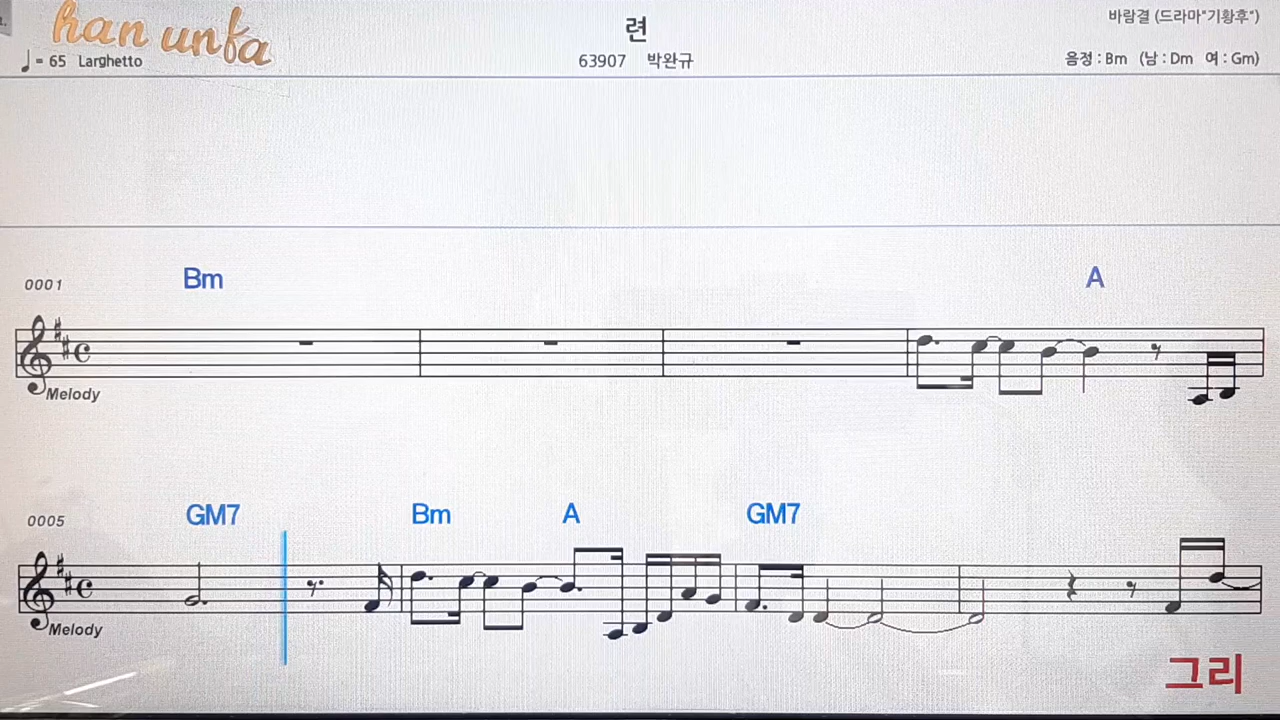 han unfa
련
바람결 (드라마"기황후")
♩ = 65 Larghetto
63907 박완규
음정 : Bm (남 : Dm 여 : Gm)
0001
Bm
A
Melody
0005
GM7
Bm
A
GM7
Melody
그리